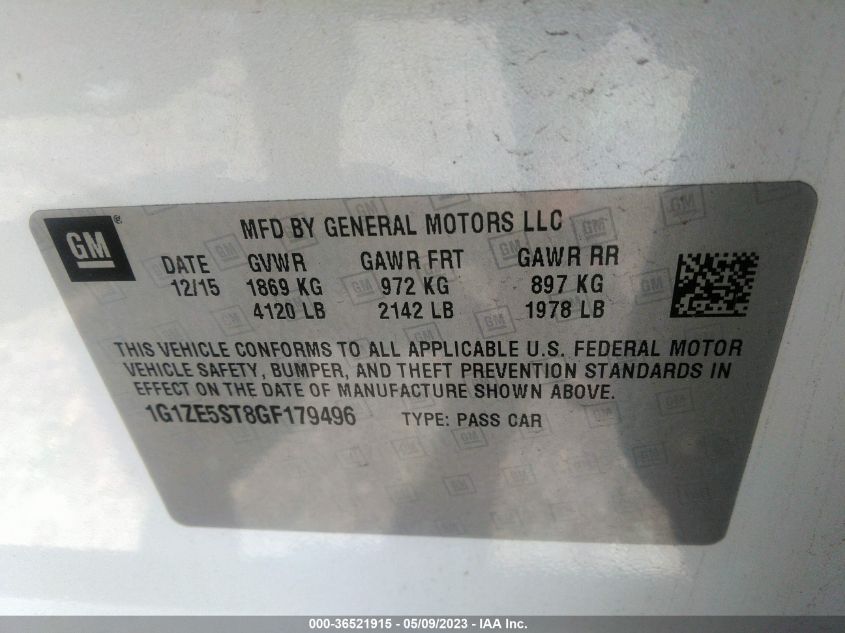 GM®
MFD BY GENERAL MOTORS LLC
DATE GVWR GAWR FRT GAWR RR
12/15 1869 KG 972 KG 897 KG
4120 LB 2142 LB 1978 LB
THIS VEHICLE CONFORMS TO ALL APPLICABLE U.S. FEDERAL MOTOR
VEHICLE SAFETY, BUMPER, AND THEFT PREVENTION STANDARDS IN
EFFECT ON THE DATE OF MANUFACTURE SHOWN ABOVE.
1G1ZE5ST8GF179496 TYPE: PASS CAR
000-36521915 - 05/09/2023 - IAA Inc.